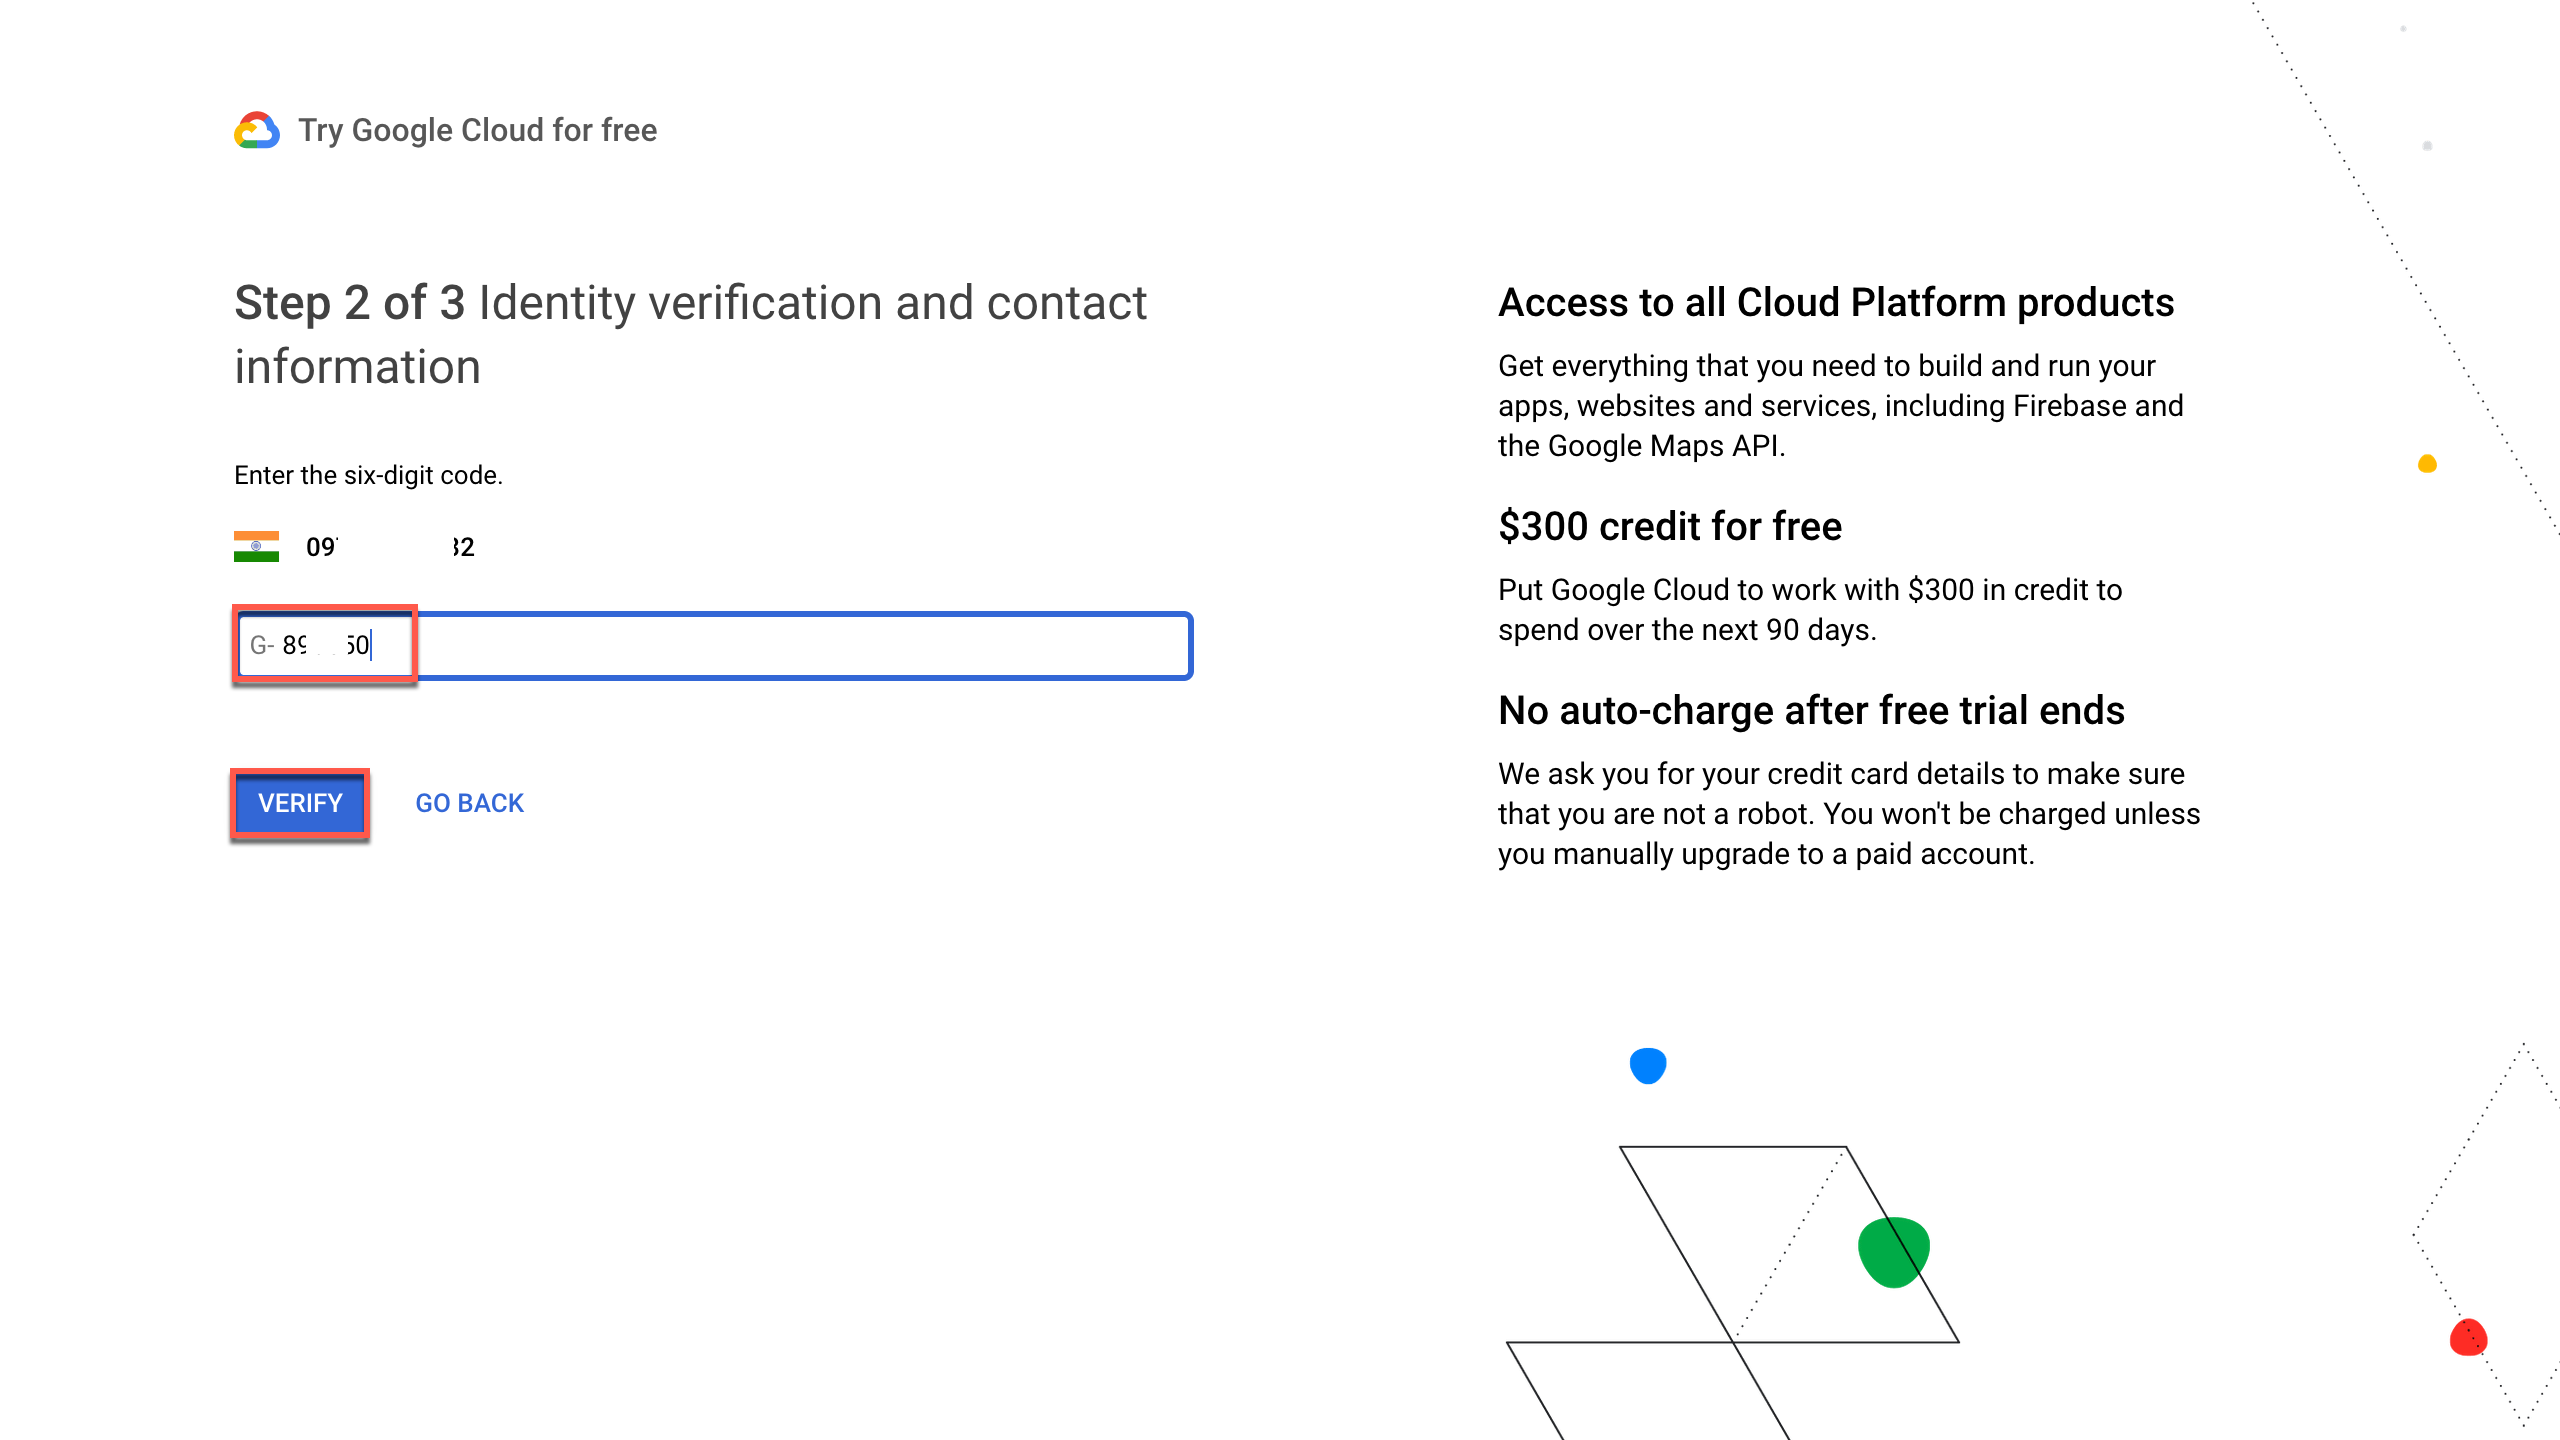 Try Google Cloud for free
Step 2 of 3 Identity verification and contact
information
Enter the six-digit code.
09 32
G- 89 50
VERIFY GO BACK
Access to all Cloud Platform products
Get everything that you need to build and run your
apps, websites and services, including Firebase and
the Google Maps API.
$300 credit for free
Put Google Cloud to work with $300 in credit to
spend over the next 90 days.
No auto-charge after free trial ends
We ask you for your credit card details to make sure
that you are not a robot. You won't be charged unless
you manually upgrade to a paid account.